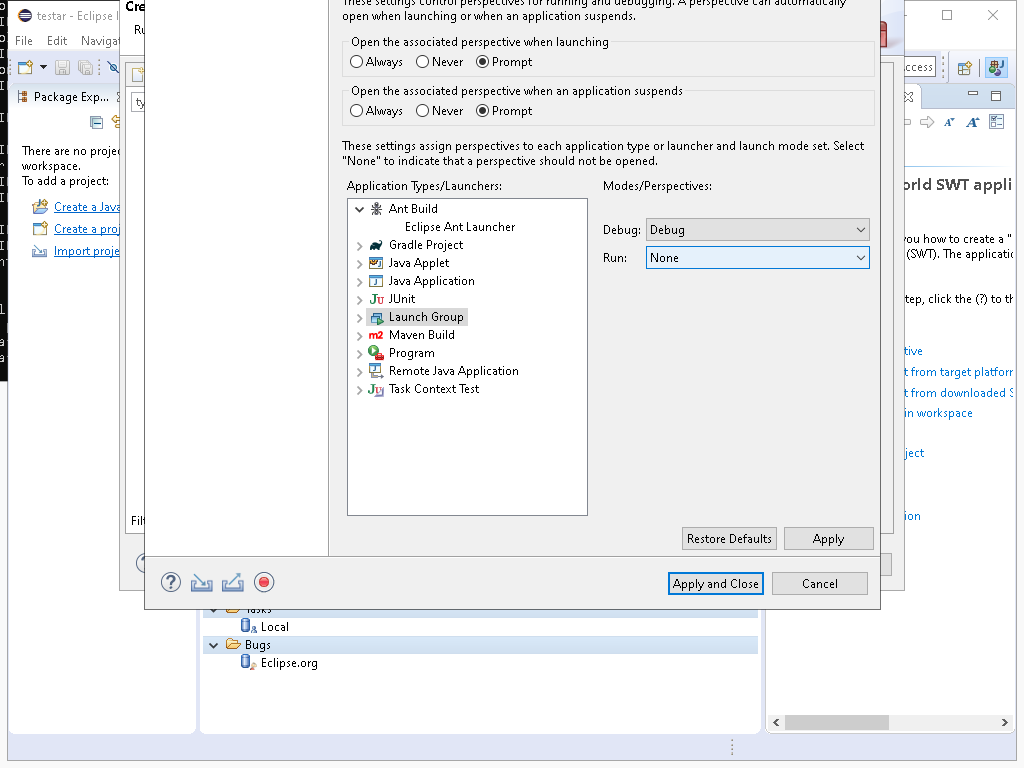 testar - Eclipse
Cre
File Edit Navigat
Ru
These settings control perspectives for running and debugging. A perspective can automatically
open when launching or when an application suspends.
Open the associated perspective when launching
Always Never Prompt
Open the associated perspective when an application suspends
Always Never Prompt
These settings assign perspectives to each application type or launcher and launch mode set. Select
"None" to indicate that a perspective should not be opened.
Application Types/Launchers:
Modes/Perspectives:
Ant Build
Eclipse Ant Launcher
Gradle Project
Java Applet
Java Application
JUnit
Launch Group
Maven Build
Program
Remote Java Application
Task Context Test
Debug: Debug
Run: None
Restore Defaults
Apply
Apply and Close
Cancel
Package Exp...
There are no proje
workspace.
To add a project:
Create a Java
Create a proj
Import proje
ty
Filt
ccess
orld SWT appli
you how to create a "
(SWT). The applicatic
tep, click the (?) to th
tive
t from target platforn
t from downloaded S
in workspace
ject
ion
Tasks
Local
Bugs
Eclipse.org